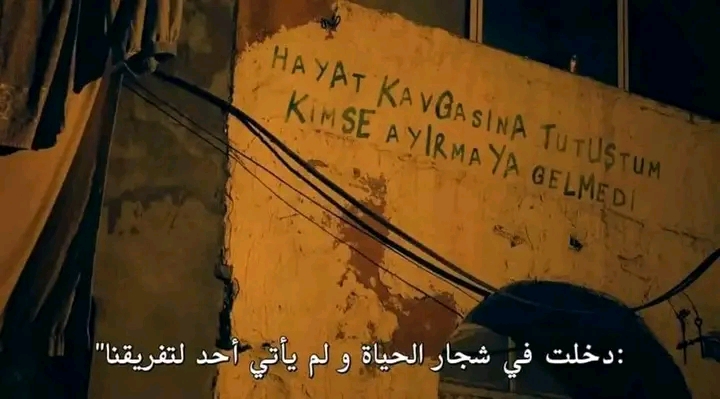 HAYAT KAVGASINA TUTUŞTUM
KIMSE AYIRMAYA GELMEDI
:دخلت في شجار الحياة و لم يأتي أحد لتفريقنا"